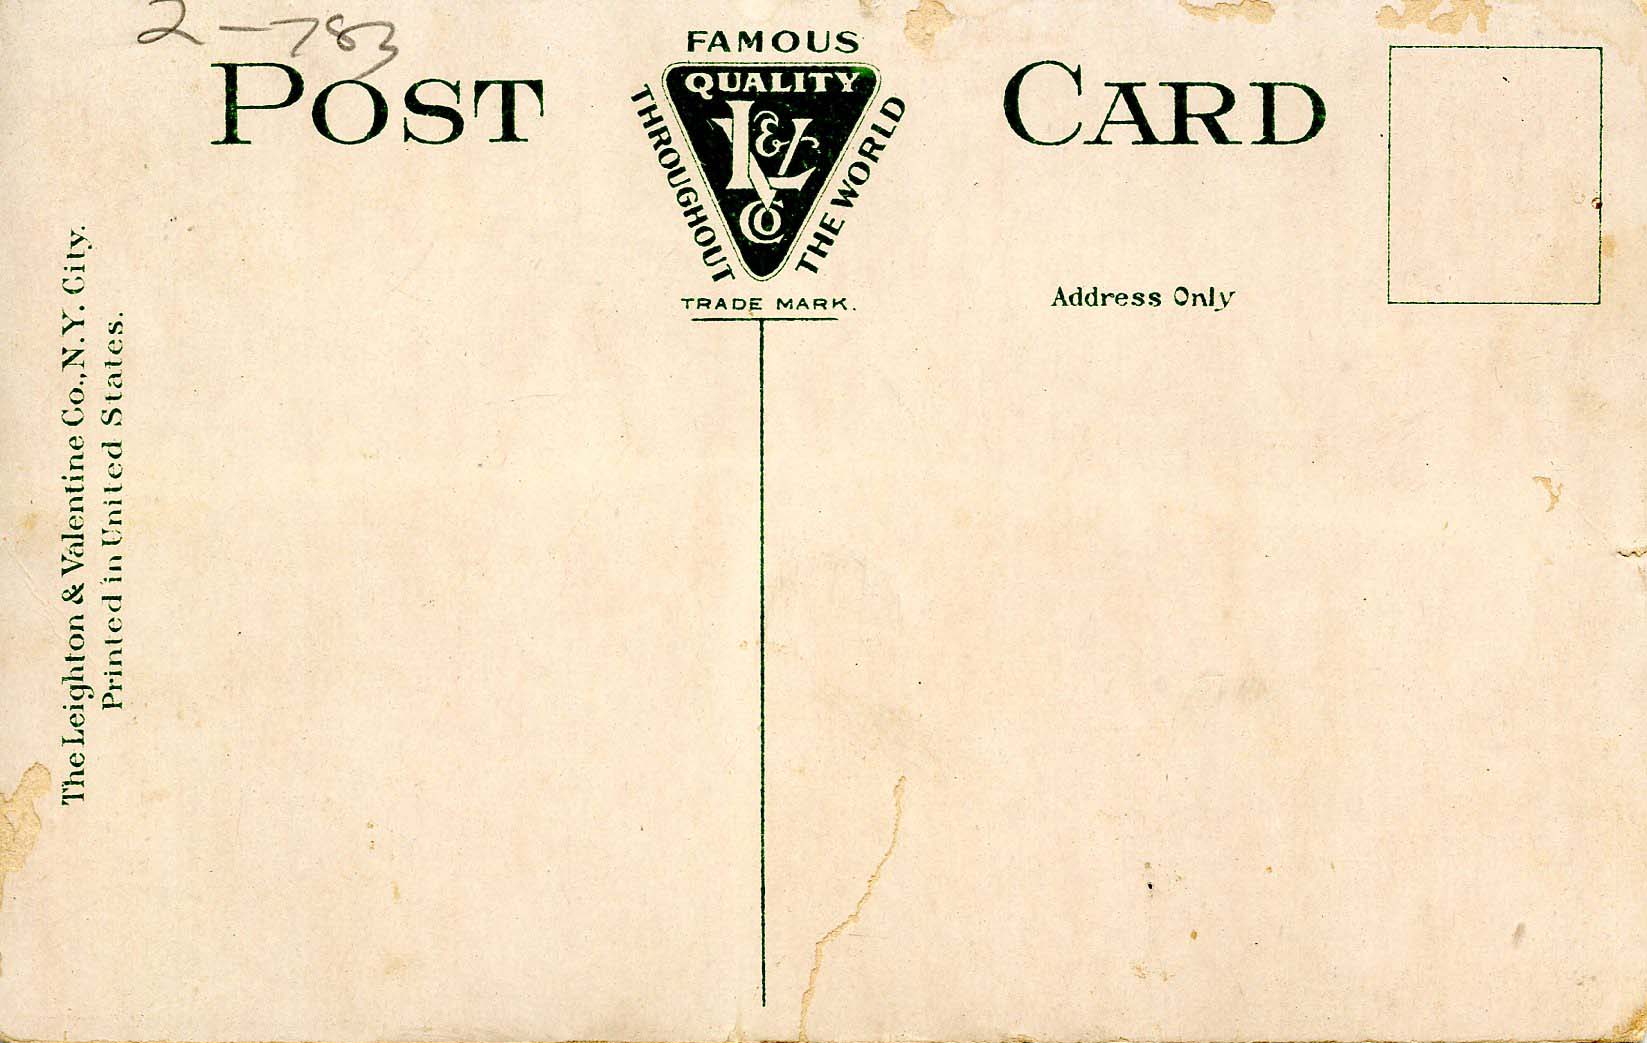 2-783
POST CARD
FAMOUS
QUALITY
THROUGHOUT
THE WORLD
L&V
Co
TRADE MARK.
Address Only
The Leighton & Valentine Co., N.Y. City.
Printed in United States.